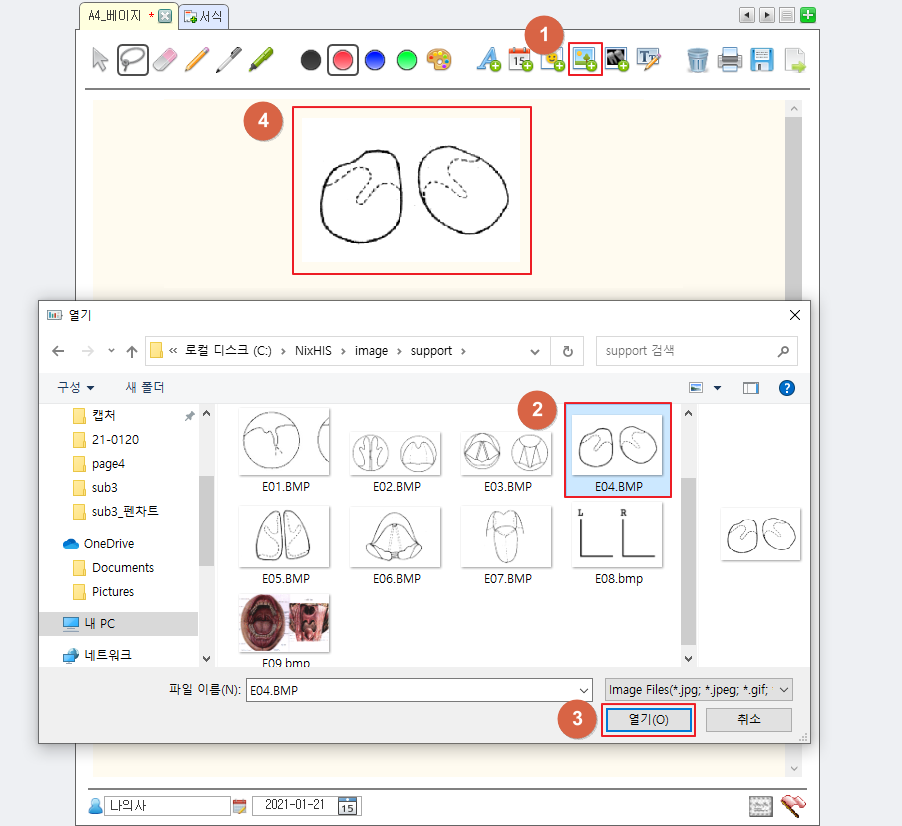 A4_페이지 *
서식
1
15
4
열기
« 로컬 디스크 (C:) › NixHIS › image › support ›
support 검색
구성
새 폴더
?
캡처
21-0120
page4
sub3
sub3_펜차트
OneDrive
Documents
Pictures
내 PC
네트워크
2
E01.BMP
E02.BMP
E03.BMP
E04.BMP
E05.BMP
E06.BMP
E07.BMP
L R
E08.bmp
E09.bmp
파일 이름(N):
E04.BMP
Image Files(*.jpg; *.jpeg; *.gif;
3
열기(O)
취소
나의사
2021-01-21
15